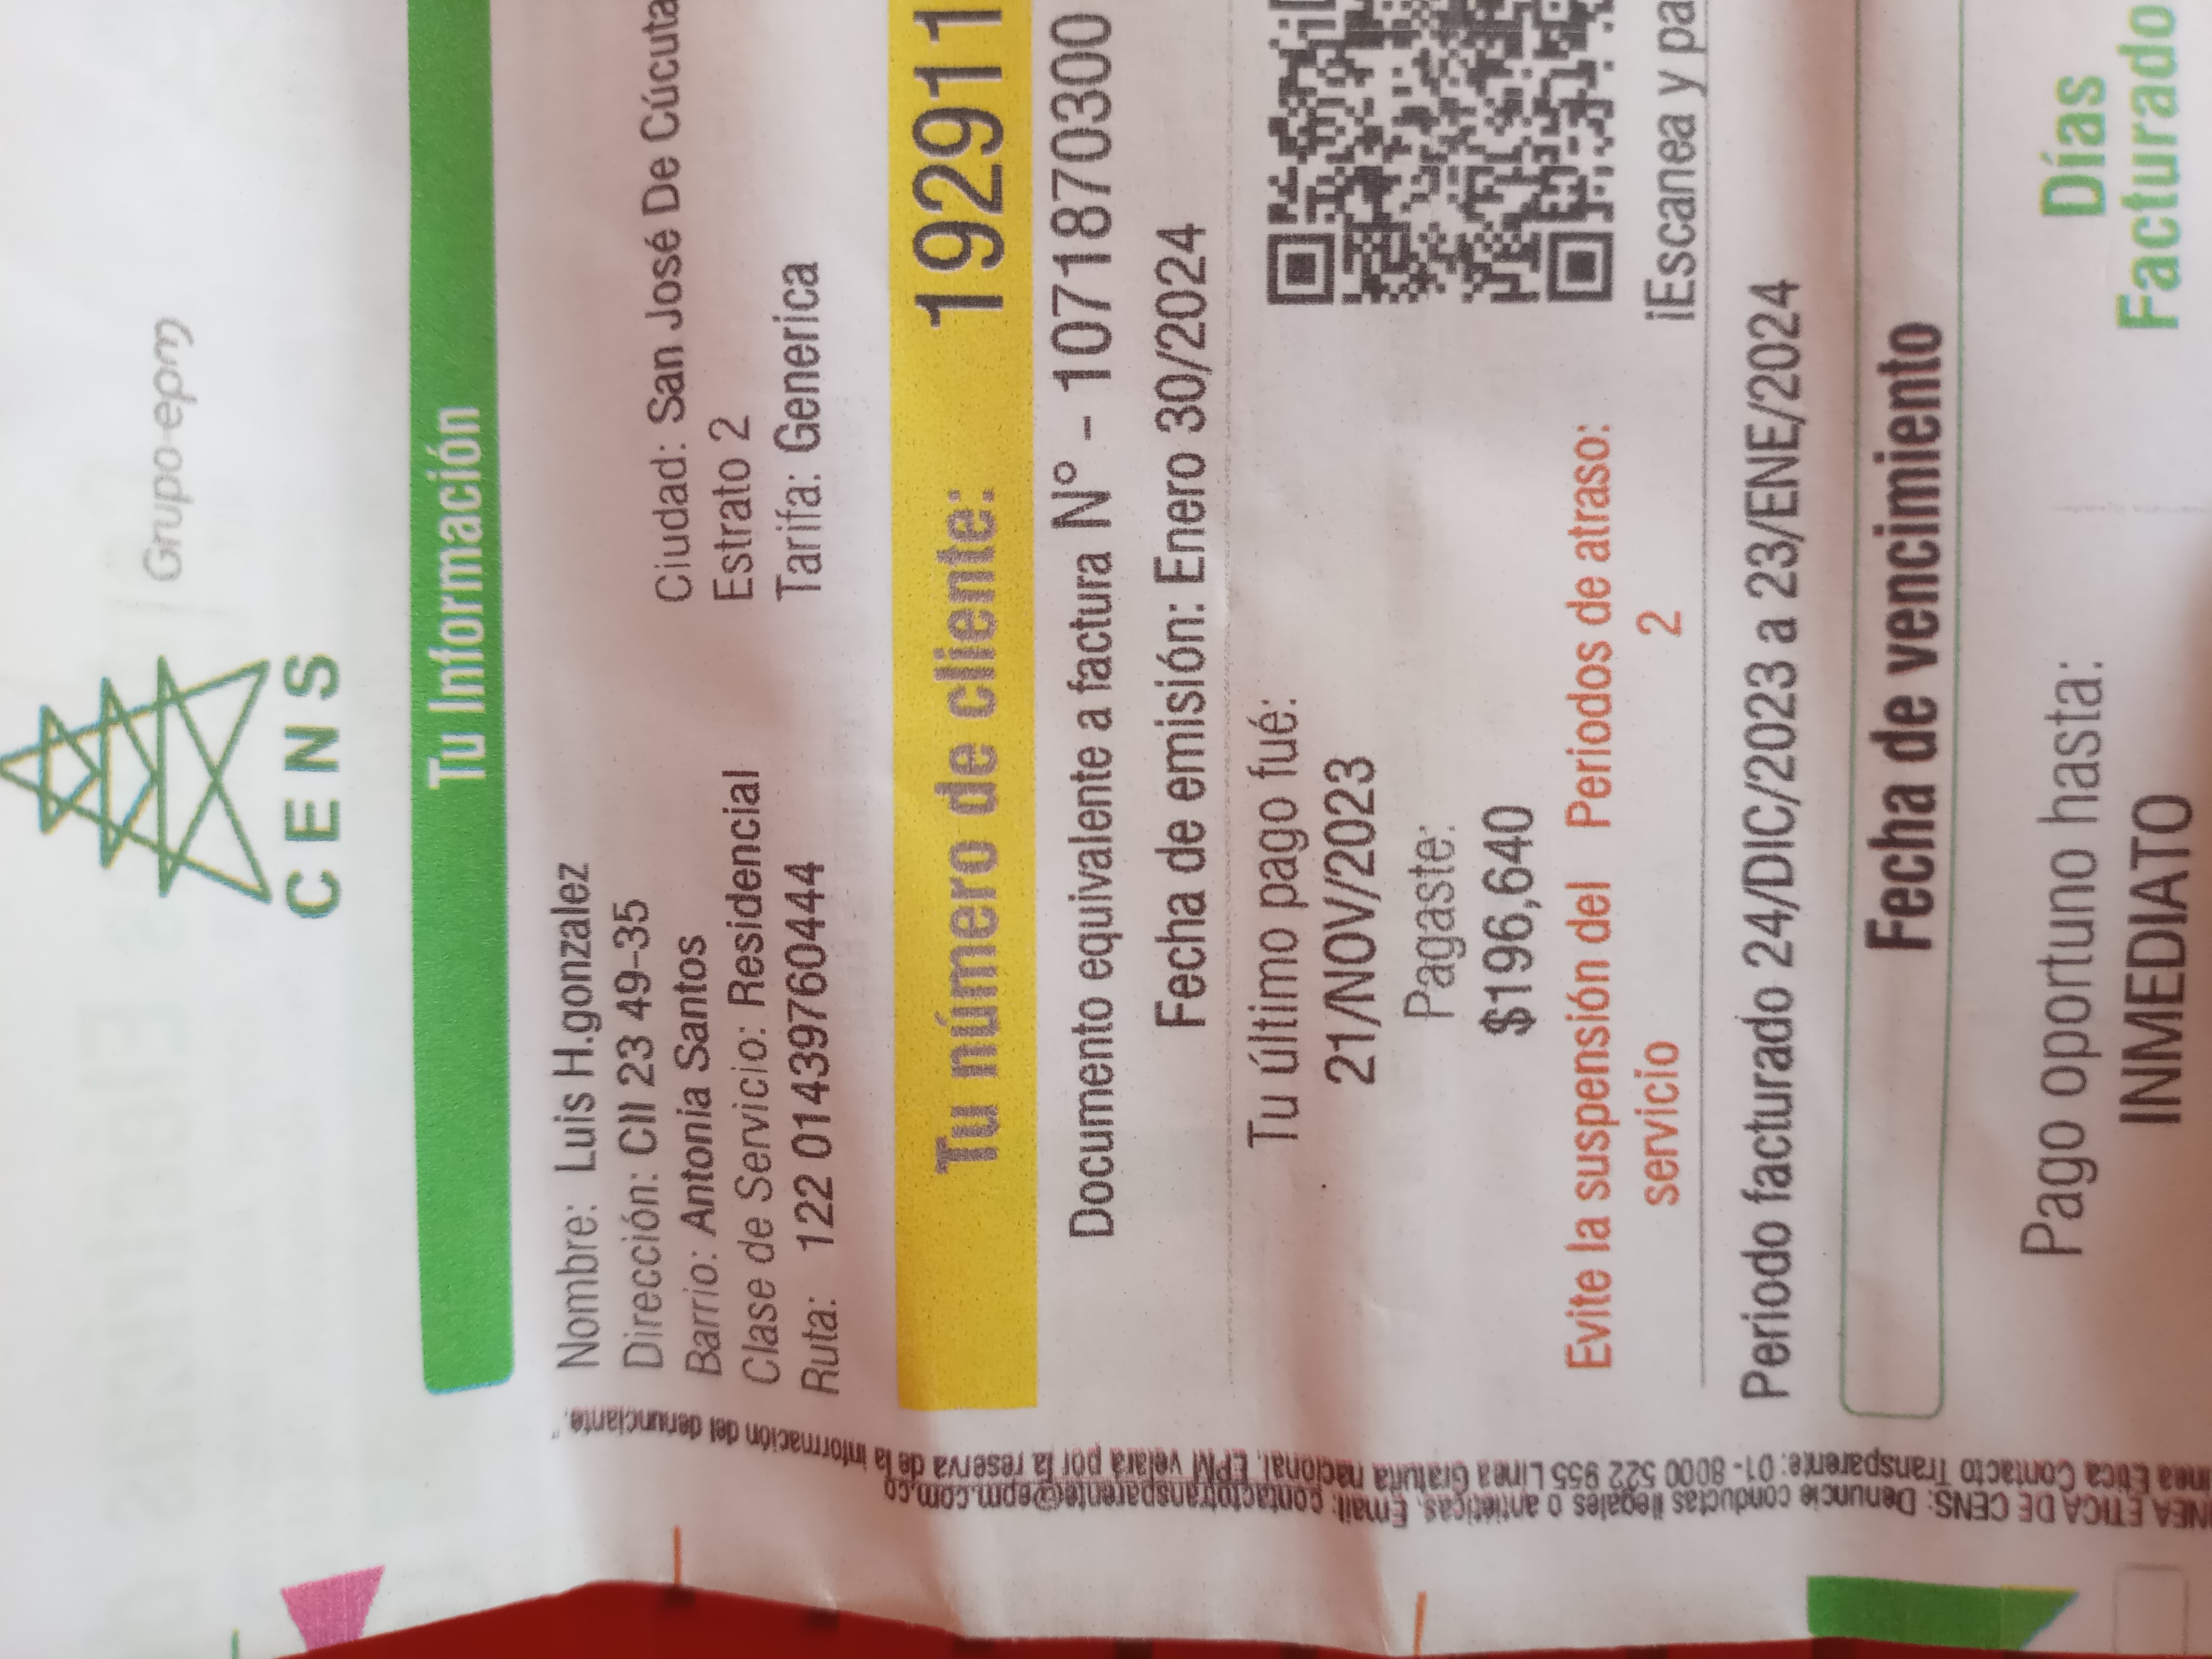 Grupo-epm
CENS
Tu Información
Nombre: Luis H.gonzalez
Dirección: Cll 23 49-35
Barrio: Antonia Santos
Clase de Servicio: Residencial
Ruta: 122 0143976044​4
Ciudad: San José De Cúcuta
Estrato 2
Tarifa: Generica
Tu número de cliente: 192911
Documento equivalente a factura N° - 1071870300
Fecha de emisión: Enero 30/2024
Tu último pago fué:
21/NOV/2023
Pagaste:
$196,640
Evite la suspensión del
servicio
Periodos de atraso:
2
¡Escanea y pa
Periodo facturado 24/DIC/2023 a 23/ENE/2024
Fecha de vencimiento
Pago oportuno hasta:
INMEDIATO
Días
Facturado
NEA ETICA DE CENS: Denuncie conductas ilegales o antiéticas. Email: contactotransparente@epm.com.co
nea Etica Contacto Transparente: 01- 8000 522 955 Linea Gratuita nacional. EPM velará por la reserva de la información del denunciante."